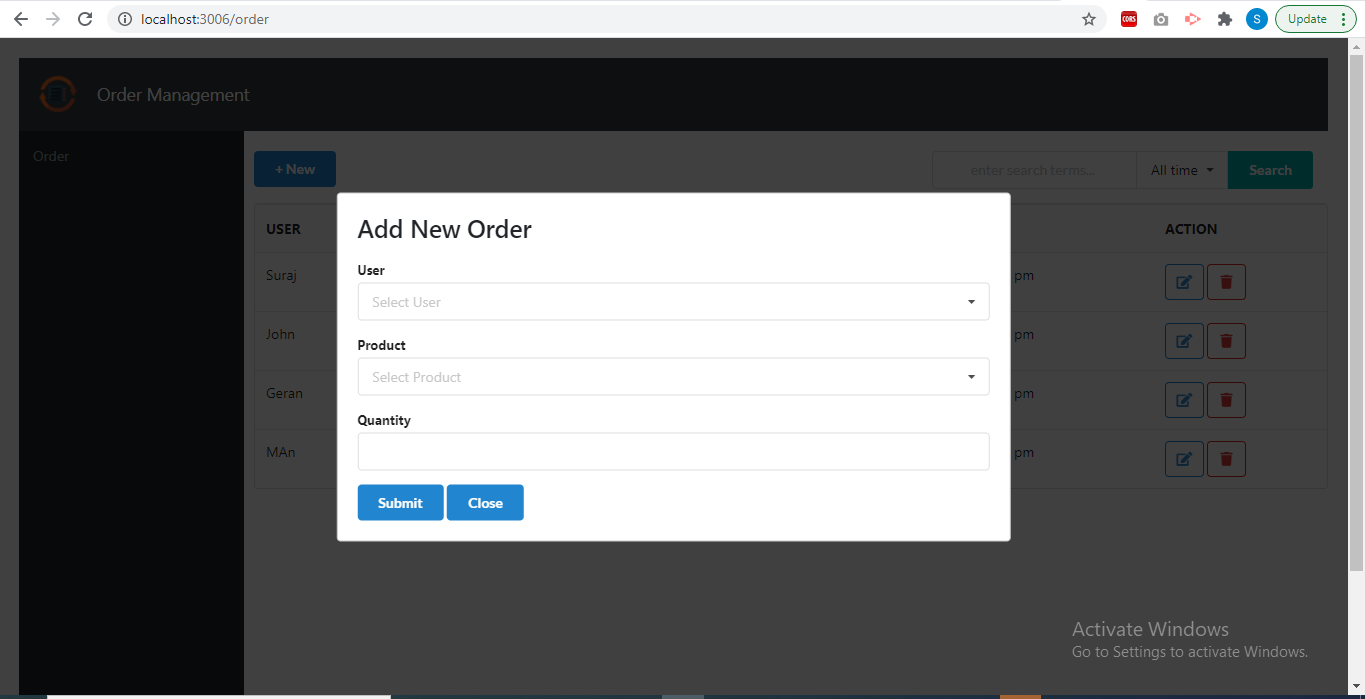 localhost:3006/order
CORS
S
Update
Order Management
Order
+ New
enter search terms...
All time
Search
USER
ACTION
Suraj
pm
John
pm
Geran
pm
MAn
pm
Add New Order
User
Select User
Product
Select Product
Quantity
Submit
Close
Activate Windows
Go to Settings to activate Windows.